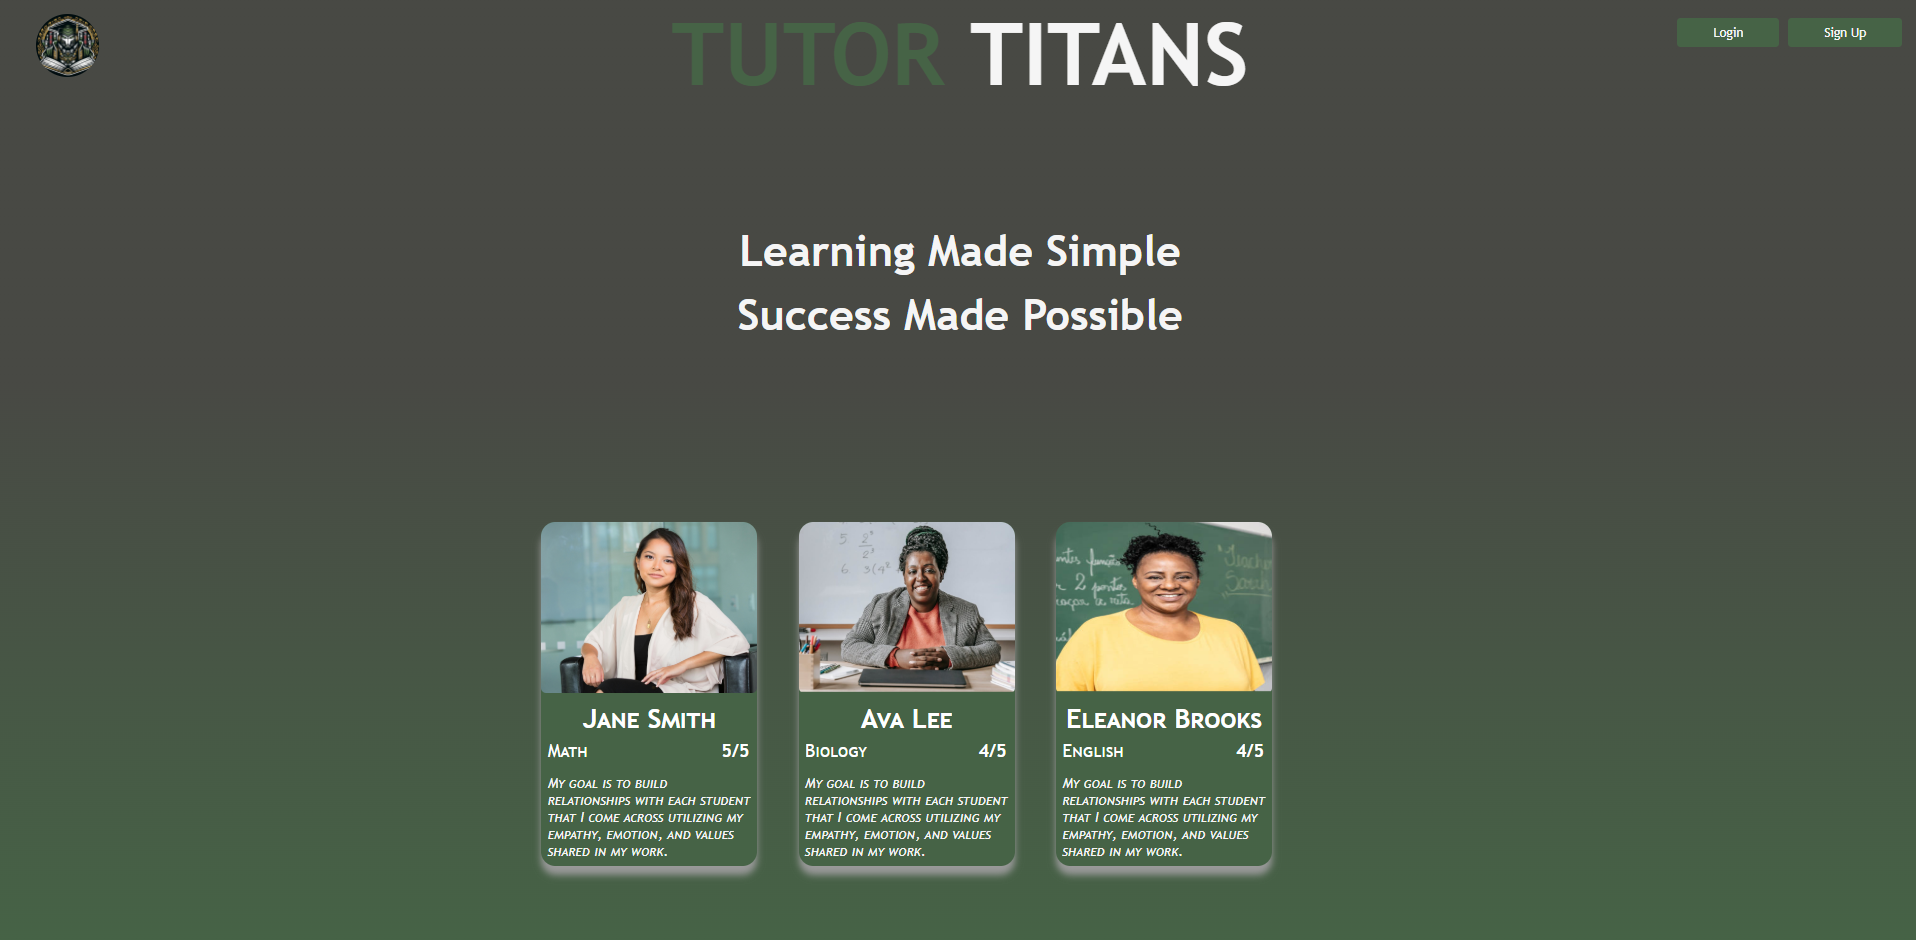 TUTOR TITANS
Login
Sign Up
Learning Made Simple
Success Made Possible
Jane Smith
Math 5/5
My goal is to build
relationships with each student
that I come across utilizing my
empathy, emotion, and values
shared in my work.
Ava Lee
Biology 4/5
My goal is to build
relationships with each student
that I come across utilizing my
empathy, emotion, and values
shared in my work.
Eleanor Brooks
English 4/5
My goal is to build
relationships with each student
that I come across utilizing my
empathy, emotion, and values
shared in my work.